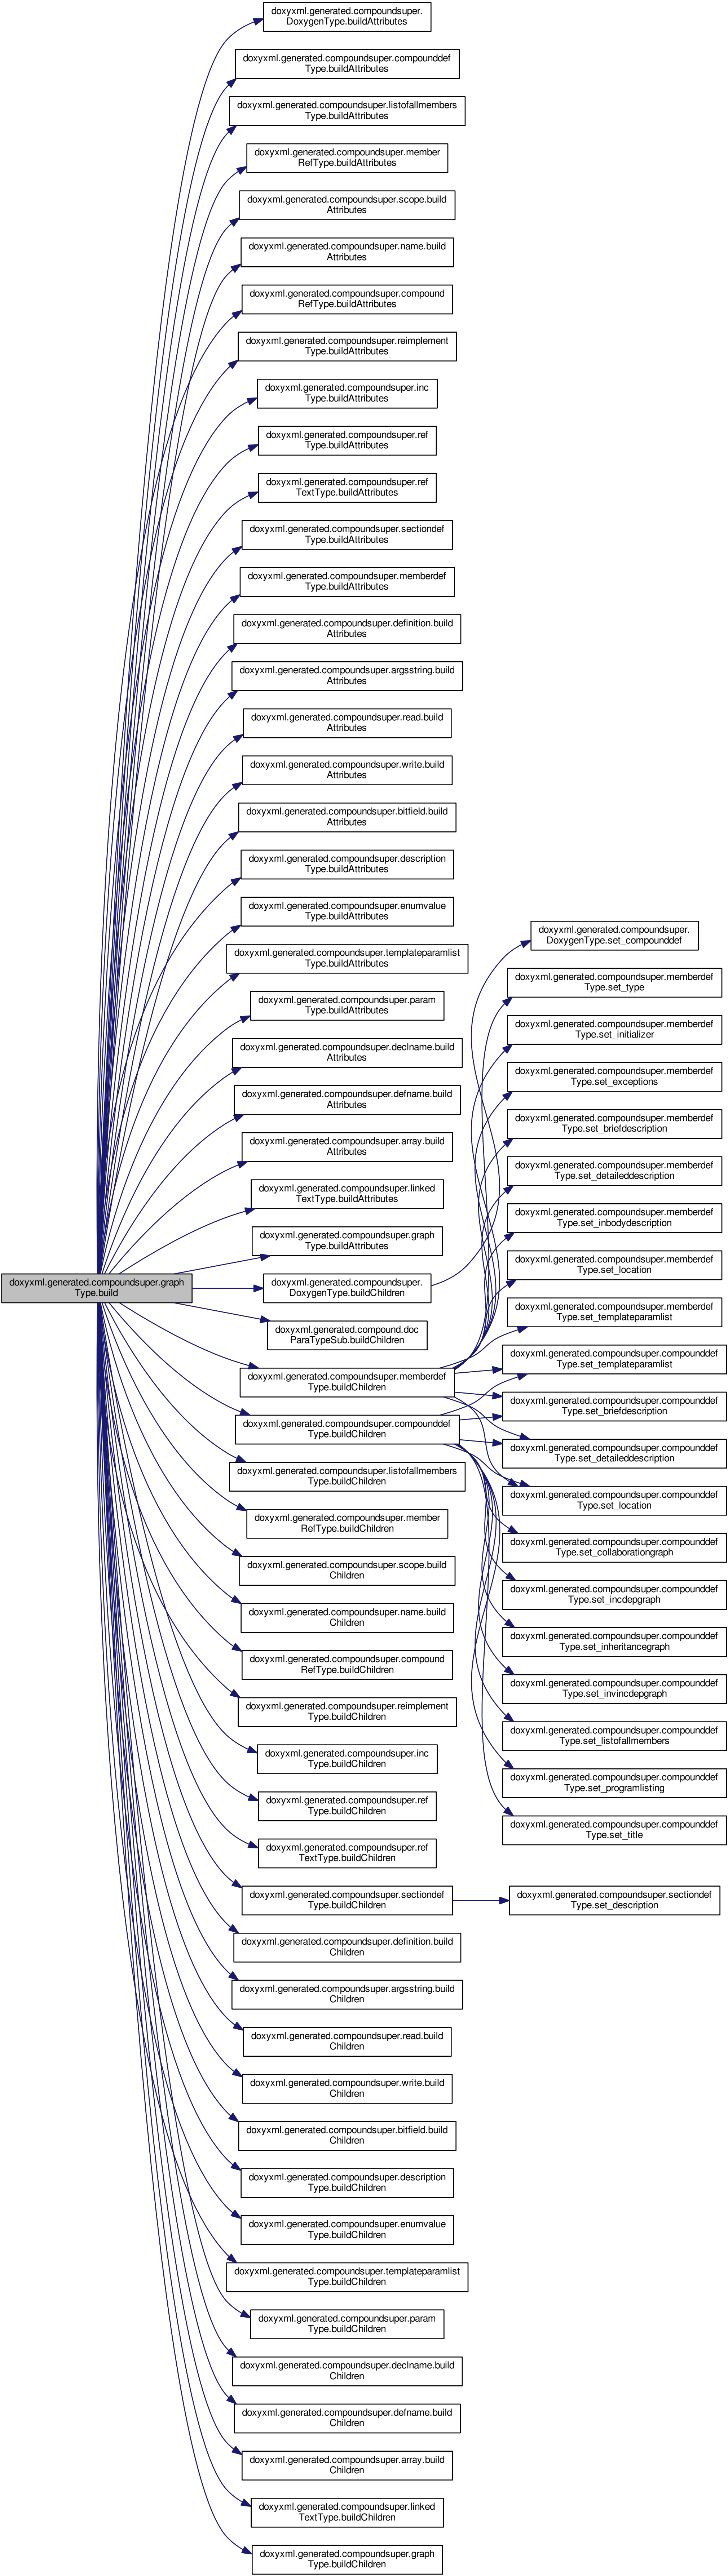 doxyxml.generated.compoundsuper.
DoxygenType.buildAttributes
doxyxml.generated.compoundsuper.compounddef
Type.buildAttributes
doxyxml.generated.compoundsuper.listofallmembers
Type.buildAttributes
doxyxml.generated.compoundsuper.member
RefType.buildAttributes
doxyxml.generated.compoundsuper.scope.build
Attributes
doxyxml.generated.compoundsuper.name.build
Attributes
doxyxml.generated.compoundsuper.compound
RefType.buildAttributes
doxyxml.generated.compoundsuper.reimplement
Type.buildAttributes
doxyxml.generated.compoundsuper.inc
Type.buildAttributes
doxyxml.generated.compoundsuper.ref
Type.buildAttributes
doxyxml.generated.compoundsuper.ref
TextType.buildAttributes
doxyxml.generated.compoundsuper.sectiondef
Type.buildAttributes
doxyxml.generated.compoundsuper.memberdef
Type.buildAttributes
doxyxml.generated.compoundsuper.definition.build
Attributes
doxyxml.generated.compoundsuper.argsstring.build
Attributes
doxyxml.generated.compoundsuper.read.build
Attributes
doxyxml.generated.compoundsuper.write.build
Attributes
doxyxml.generated.compoundsuper.bitfield.build
Attributes
doxyxml.generated.compoundsuper.description
Type.buildAttributes
doxyxml.generated.compoundsuper.enumvalue
Type.buildAttributes
doxyxml.generated.compoundsuper.templateparamlist
Type.buildAttributes
doxyxml.generated.compoundsuper.param
Type.buildAttributes
doxyxml.generated.compoundsuper.declname.build
Attributes
doxyxml.generated.compoundsuper.defname.build
Attributes
doxyxml.generated.compoundsuper.array.build
Attributes
doxyxml.generated.compoundsuper.linked
TextType.buildAttributes
doxyxml.generated.compoundsuper.graph
Type.buildAttributes
doxyxml.generated.compoundsuper.graph
Type.build
doxyxml.generated.compoundsuper.
DoxygenType.buildChildren
doxyxml.generated.compound.doc
ParaTypeSub.buildChildren
doxyxml.generated.compoundsuper.memberdef
Type.buildChildren
doxyxml.generated.compoundsuper.compounddef
Type.buildChildren
doxyxml.generated.compoundsuper.listofallmembers
Type.buildChildren
doxyxml.generated.compoundsuper.member
RefType.buildChildren
doxyxml.generated.compoundsuper.scope.build
Children
doxyxml.generated.compoundsuper.name.build
Children
doxyxml.generated.compoundsuper.compound
RefType.buildChildren
doxyxml.generated.compoundsuper.reimplement
Type.buildChildren
doxyxml.generated.compoundsuper.inc
Type.buildChildren
doxyxml.generated.compoundsuper.ref
Type.buildChildren
doxyxml.generated.compoundsuper.ref
TextType.buildChildren
doxyxml.generated.compoundsuper.sectiondef
Type.buildChildren
doxyxml.generated.compoundsuper.definition.build
Children
doxyxml.generated.compoundsuper.argsstring.build
Children
doxyxml.generated.compoundsuper.read.build
Children
doxyxml.generated.compoundsuper.write.build
Children
doxyxml.generated.compoundsuper.bitfield.build
Children
doxyxml.generated.compoundsuper.description
Type.buildChildren
doxyxml.generated.compoundsuper.enumvalue
Type.buildChildren
doxyxml.generated.compoundsuper.templateparamlist
Type.buildChildren
doxyxml.generated.compoundsuper.param
Type.buildChildren
doxyxml.generated.compoundsuper.declname.build
Children
doxyxml.generated.compoundsuper.defname.build
Children
doxyxml.generated.compoundsuper.array.build
Children
doxyxml.generated.compoundsuper.linked
TextType.buildChildren
doxyxml.generated.compoundsuper.graph
Type.buildChildren
doxyxml.generated.compoundsuper.
DoxygenType.set_compounddef
doxyxml.generated.compoundsuper.memberdef
Type.set_type
doxyxml.generated.compoundsuper.memberdef
Type.set_initializer
doxyxml.generated.compoundsuper.memberdef
Type.set_exceptions
doxyxml.generated.compoundsuper.memberdef
Type.set_briefdescription
doxyxml.generated.compoundsuper.memberdef
Type.set_detaileddescription
doxyxml.generated.compoundsuper.memberdef
Type.set_inbodydescription
doxyxml.generated.compoundsuper.memberdef
Type.set_location
doxyxml.generated.compoundsuper.memberdef
Type.set_templateparamlist
doxyxml.generated.compoundsuper.compounddef
Type.set_templateparamlist
doxyxml.generated.compoundsuper.compounddef
Type.set_briefdescription
doxyxml.generated.compoundsuper.compounddef
Type.set_detaileddescription
doxyxml.generated.compoundsuper.compounddef
Type.set_location
doxyxml.generated.compoundsuper.compounddef
Type.set_collaborationgraph
doxyxml.generated.compoundsuper.compounddef
Type.set_incdepgraph
doxyxml.generated.compoundsuper.compounddef
Type.set_inheritancegraph
doxyxml.generated.compoundsuper.compounddef
Type.set_invincdepgraph
doxyxml.generated.compoundsuper.compounddef
Type.set_listofallmembers
doxyxml.generated.compoundsuper.compounddef
Type.set_programlisting
doxyxml.generated.compoundsuper.compounddef
Type.set_title
doxyxml.generated.compoundsuper.sectiondef
Type.set_description